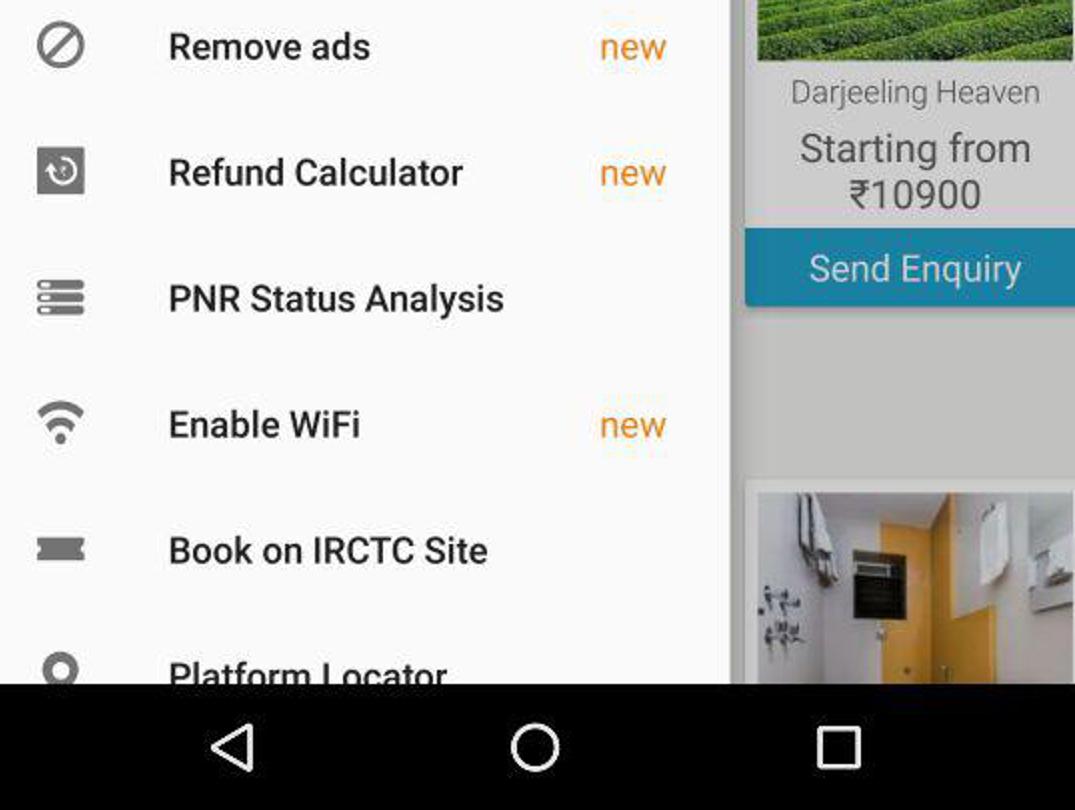 Remove ads new
Refund Calculator new
PNR Status Analysis
Enable WiFi new
Book on IRCTC Site
Platform Locator
Darjeeling Heaven
Starting from
₹10900
Send Enquiry